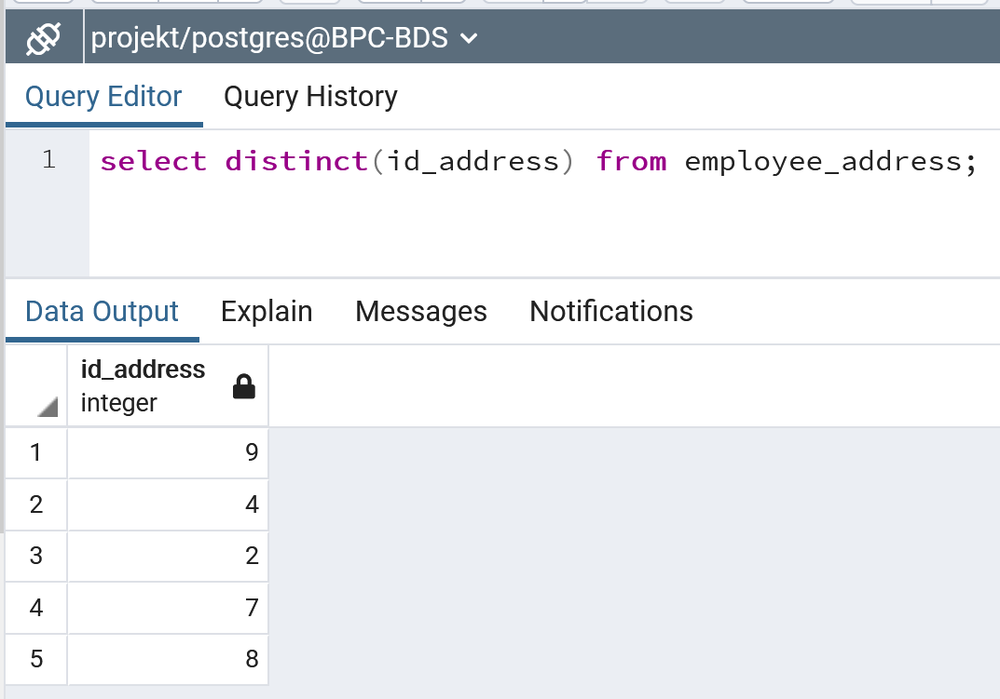 projekt/postgres@BPC-BDS
Query Editor Query History
1 select distinct(id_address) from employee_address;
Data Output Explain Messages Notifications
id_address
integer
1 9
2 4
3 2
4 7
5 8